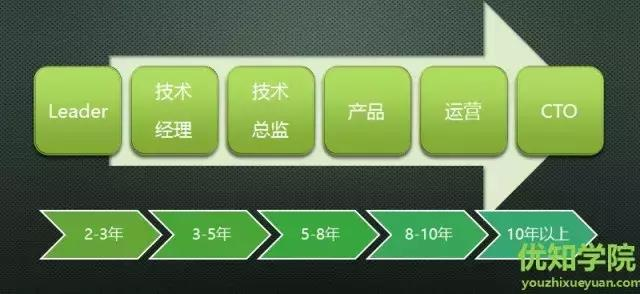 Leader
技术
经理
技术
总监
产品
运营
CTO
2-3年
3-5年
5-8年
8-10年
10年以上
优知学院
youzhixueyuan.com